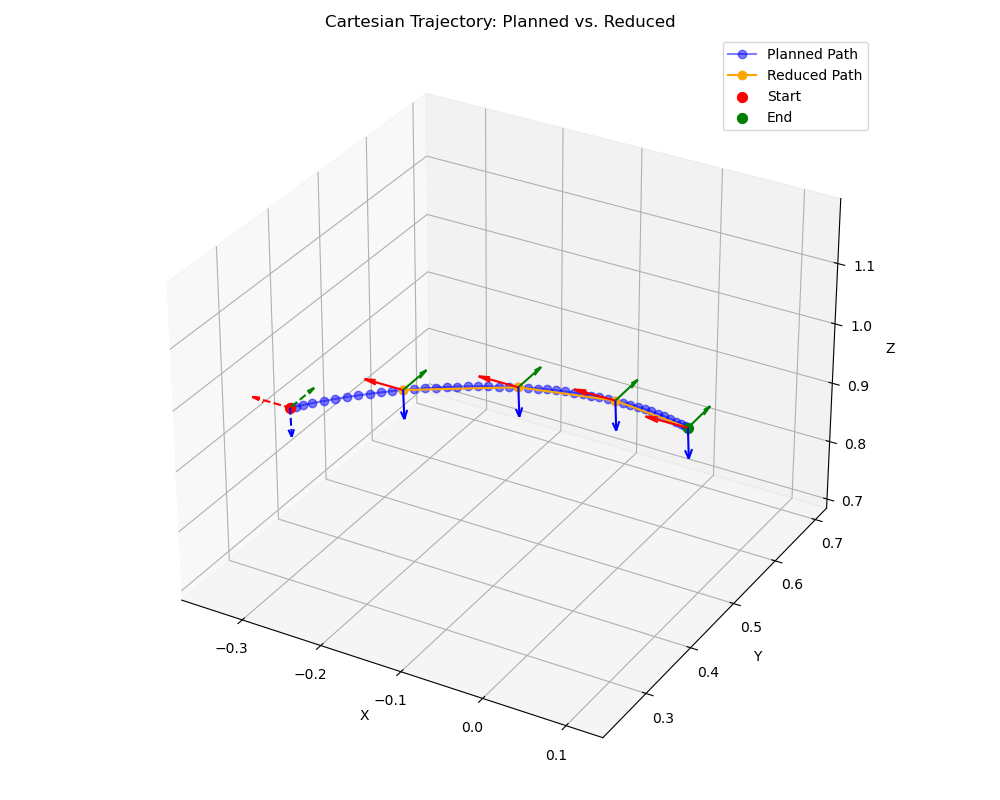 Cartesian Trajectory: Planned vs. Reduced
Planned Path
Reduced Path
Start
End
1.1
1.0
Z
0.9
0.8
0.7
0.7
0.6
0.5
Y
0.4
0.3
−0.3
−0.2
−0.1
X
0.0
0.1